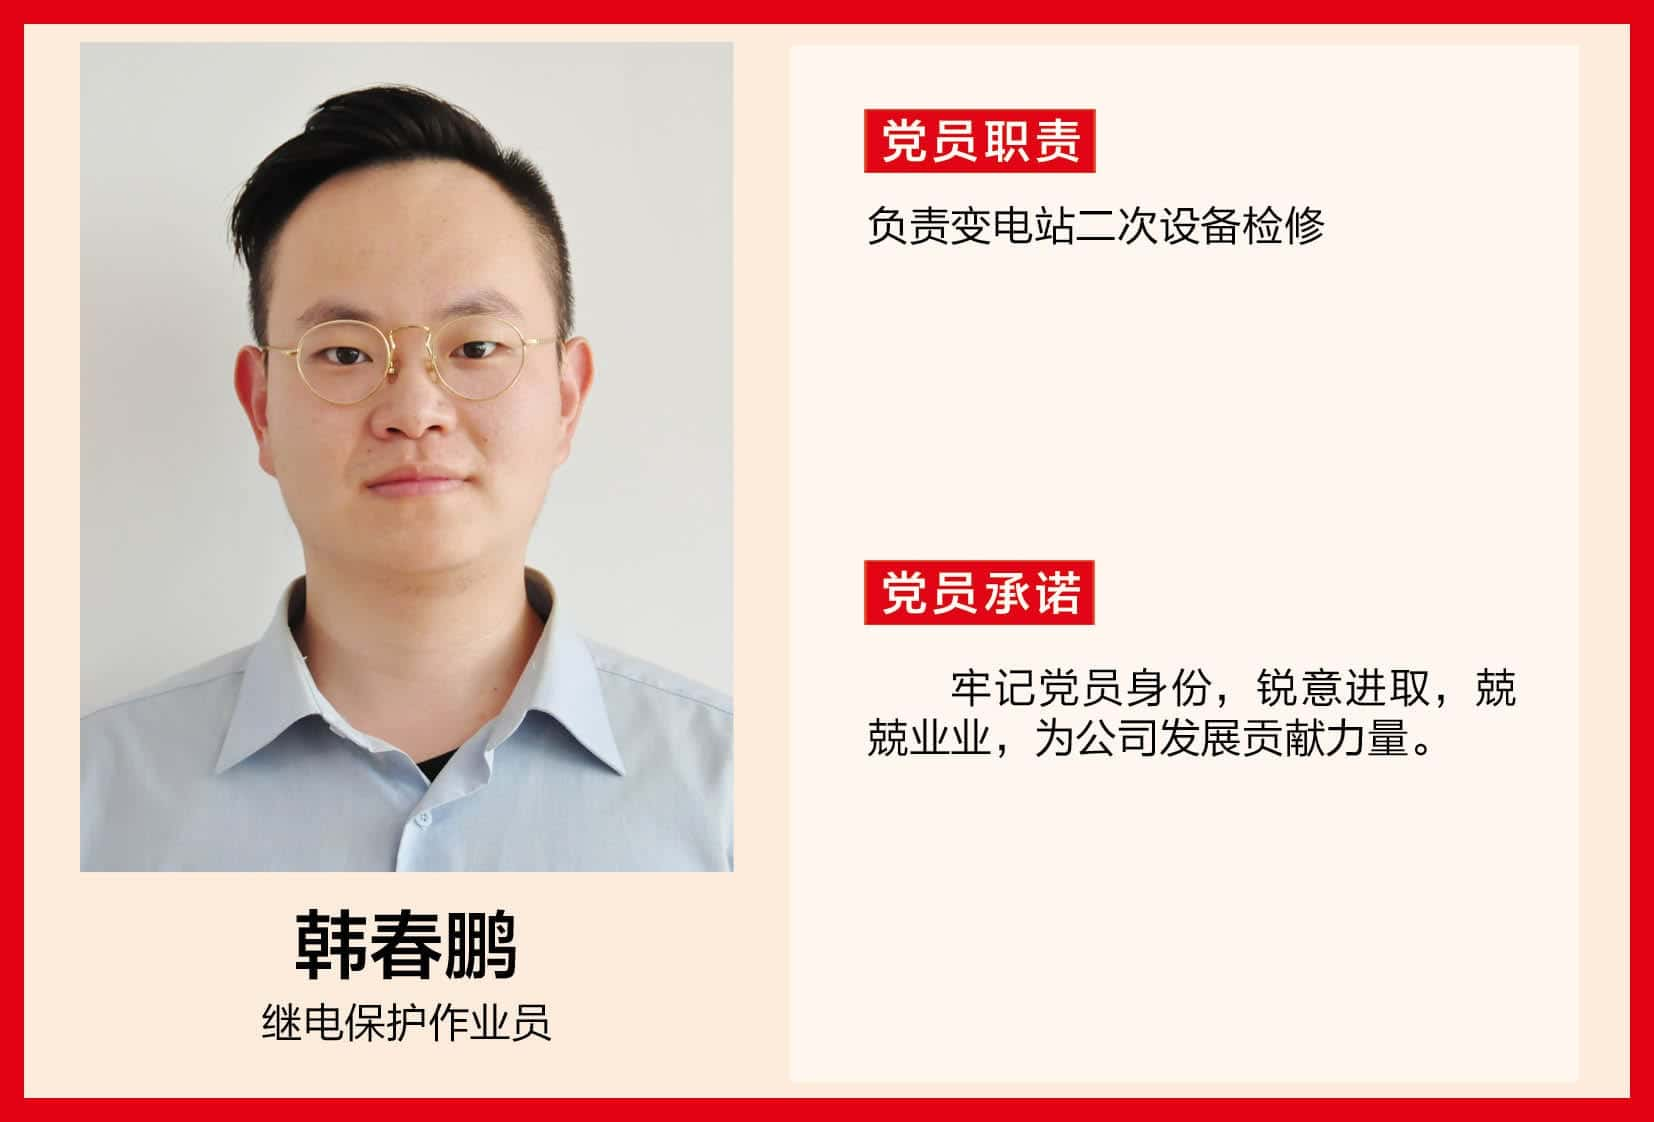 党员职责
负责变电站二次设备检修
党员承诺
牢记党员身份，锐意进取，兢
兢业业，为公司发展贡献力量。
韩春鹏
继电保护作业员